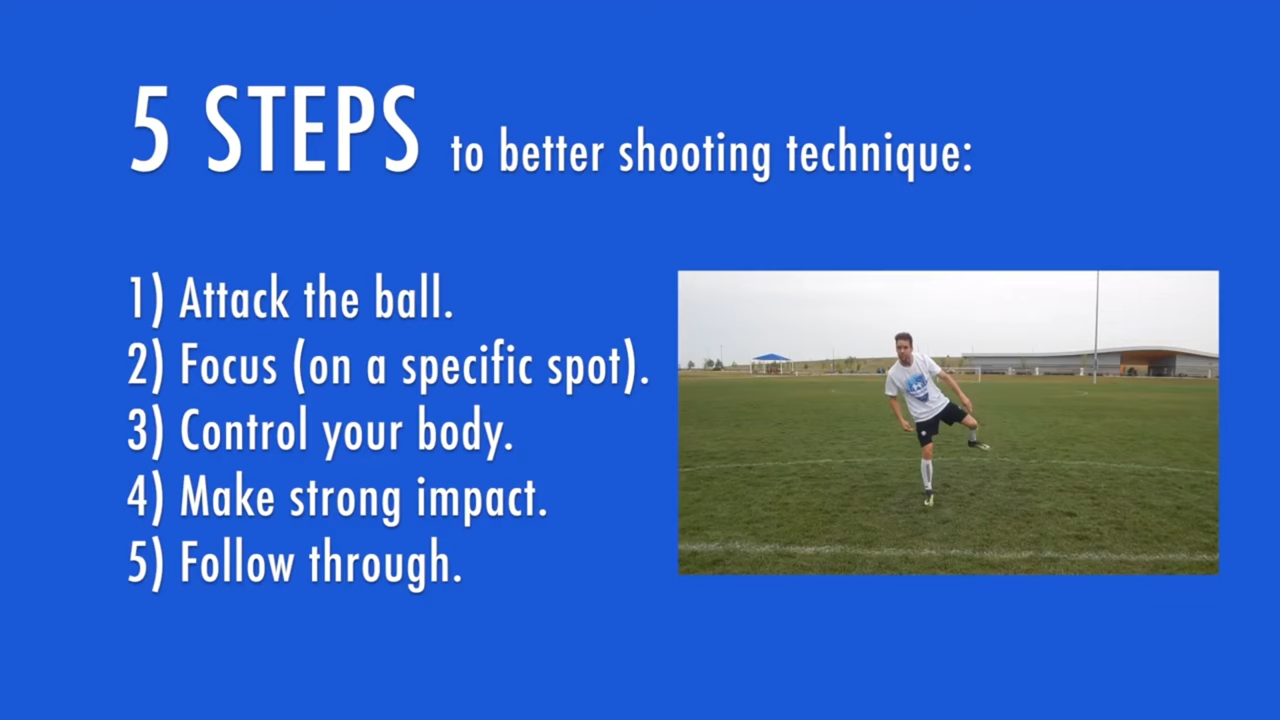 5 STEPS to better shooting technique:
1) Attack the ball.
2) Focus (on a specific spot).
3) Control your body.
4) Make strong impact.
5) Follow through.